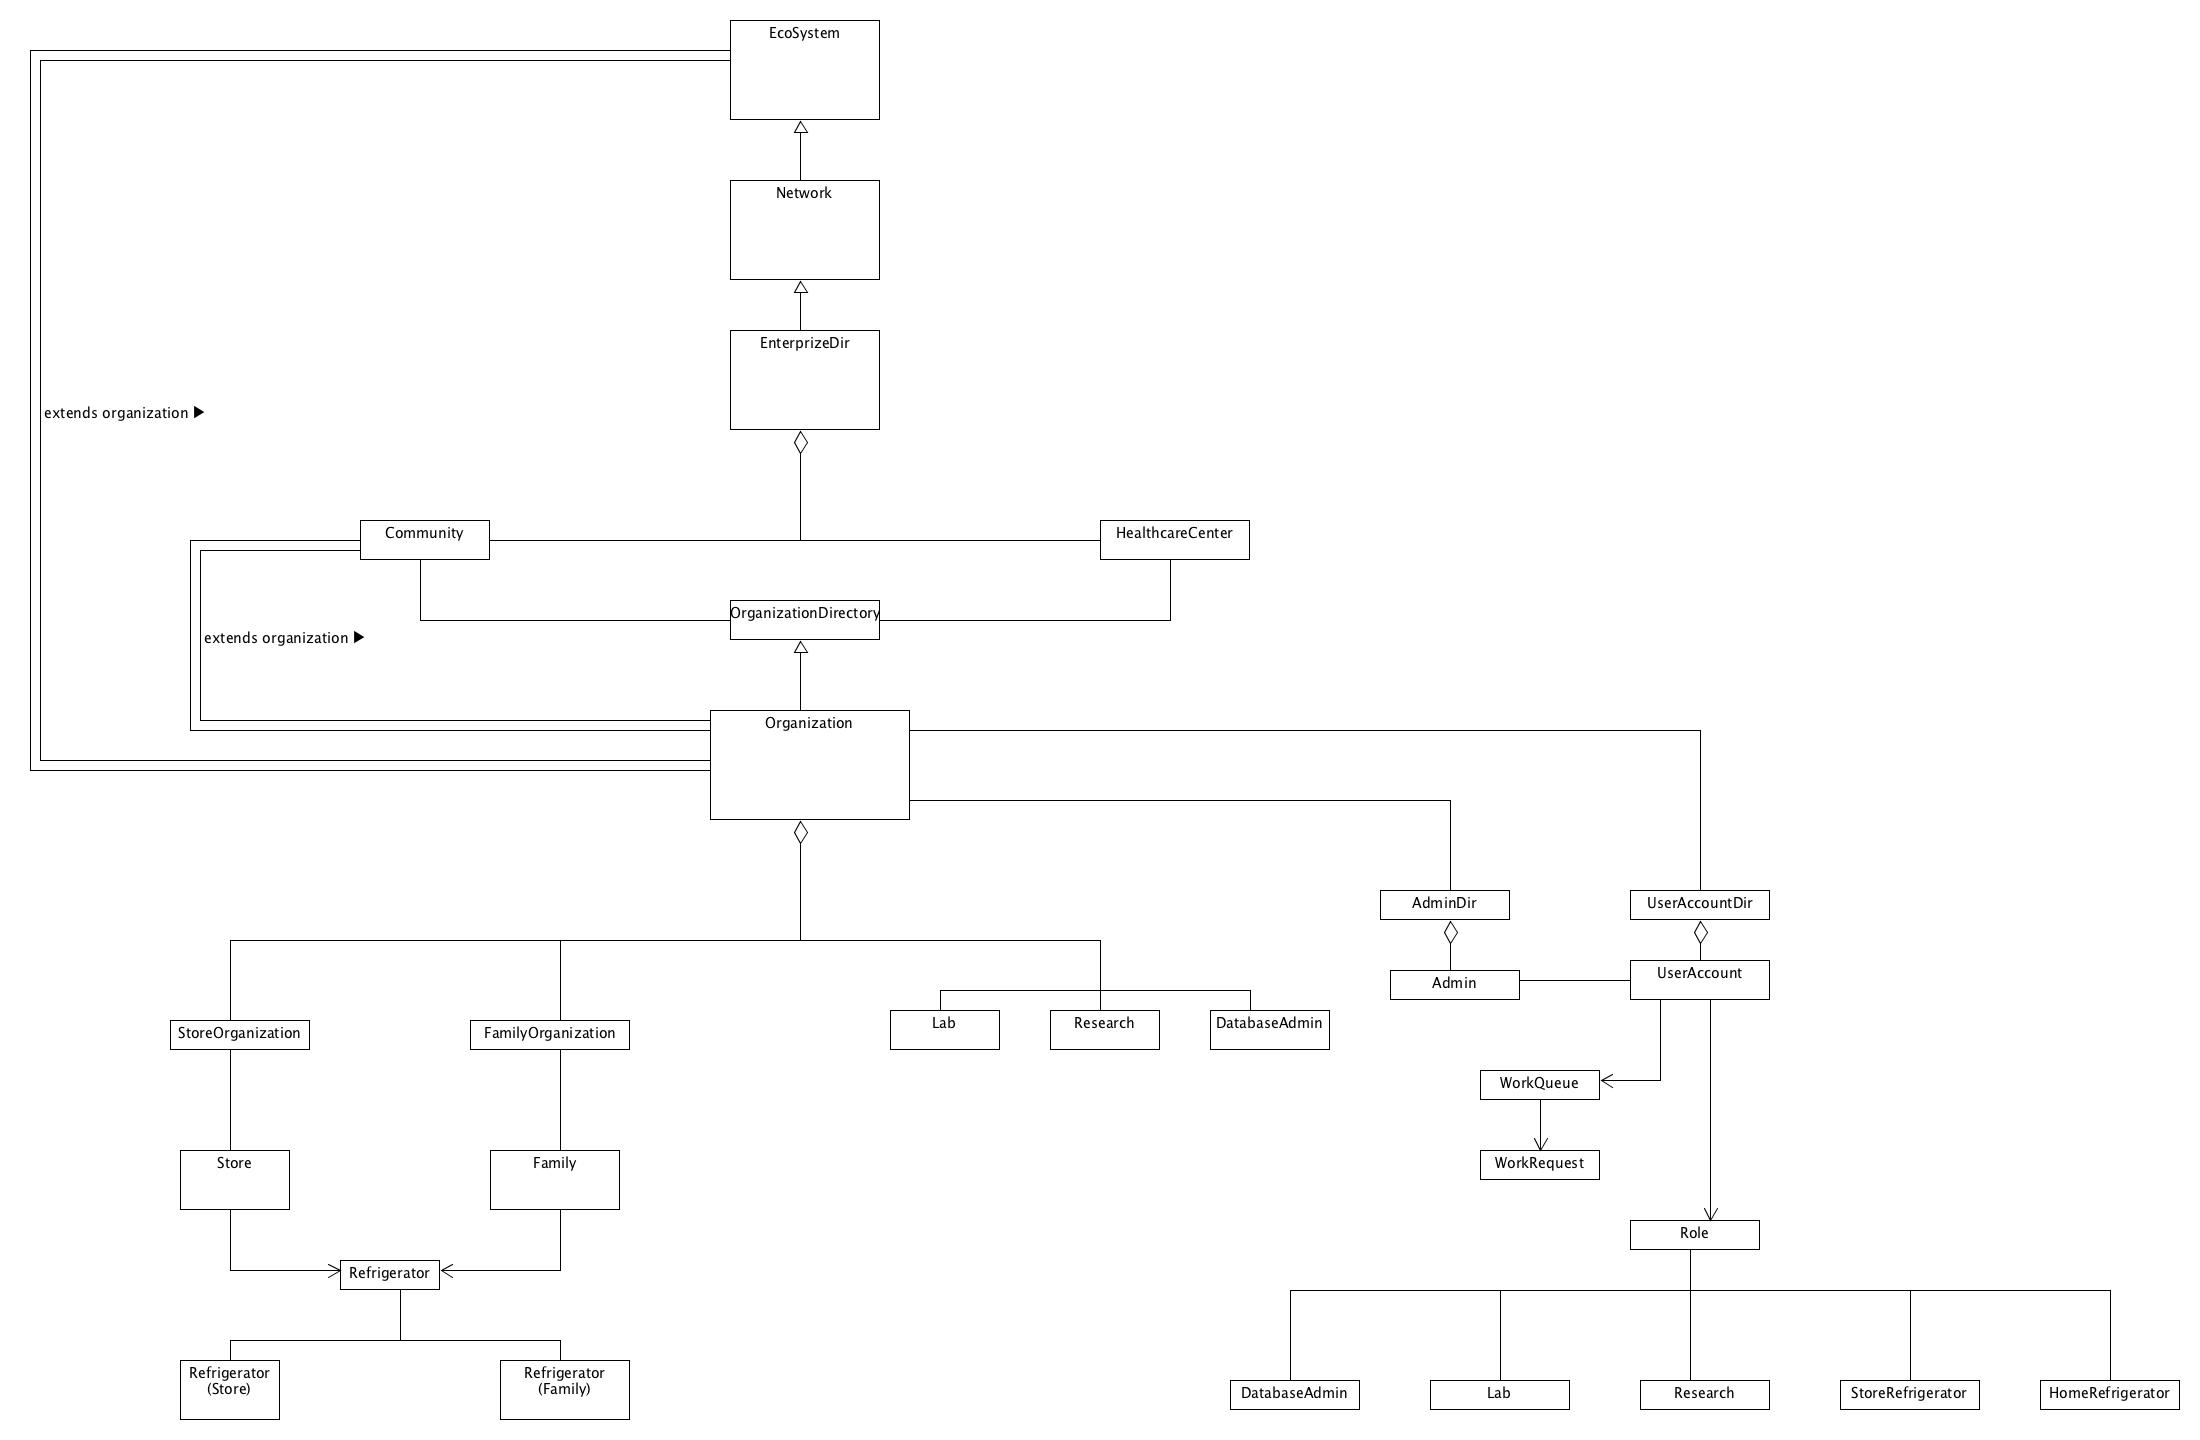 EcoSystem
Network
EnterprizeDir
extends organization ▶
Community
HealthcareCenter
OrganizationDirectory
extends organization ▶
Organization
AdminDir
UserAccountDir
Admin
UserAccount
StoreOrganization
FamilyOrganization
Lab
Research
DatabaseAdmin
WorkQueue
Store
Family
WorkRequest
Role
Refrigerator
Refrigerator
(Store)
Refrigerator
(Family)
DatabaseAdmin
Lab
Research
StoreRefrigerator
HomeRefrigerator